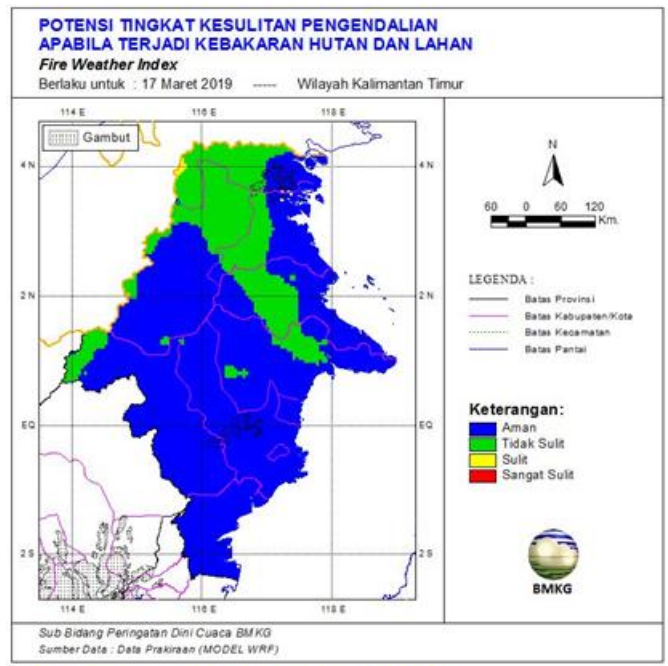 POTENSI TINGKAT KESULITAN PENGENDALIAN
APABILA TERJADI KEBAKARAN HUTAN DAN LAHAN
Fire Weather Index
Berlaku untuk : 17 Maret 2019 ----- Wilayah Kalimantan Timur
114 E 116 E 118 E
Gambut
4 N 4 N
2 N 2 N
EQ EQ
2 S 2 S
114 E 116 E 118 E
N
60 0 60 120
Km.
LEGENDA :
Batas Provinsi
Batas Kabupaten/Kota
Batas Kecamatan
Batas Pantai
Keterangan:
Aman
Tidak Sulit
Sulit
Sangat Sulit
BMKG
Sub Bidang Peringatan Dini Cuaca BMKG
Sumber Data : Data Prakiraan (MODEL WRF)